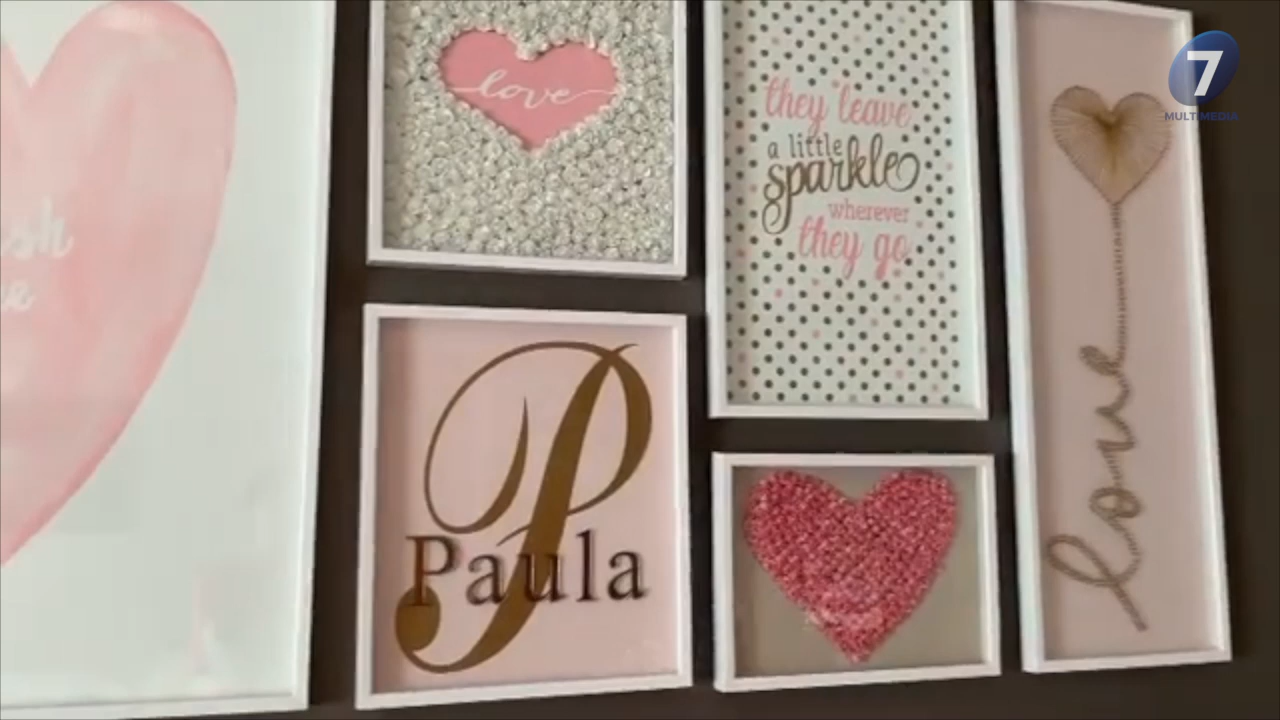 love
they leave
a little
sparkle
wherever
they go
P
Paula
love
7
MULTIMEDIA